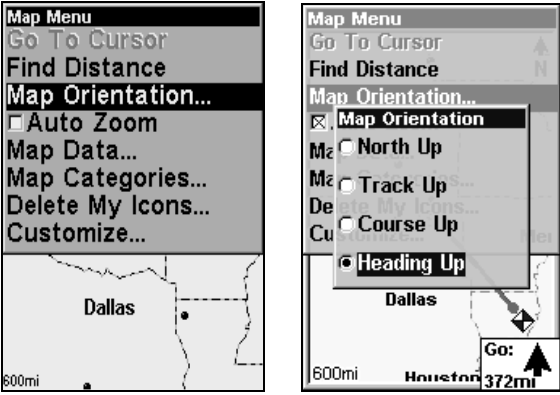 Map Menu
Go To Cursor
Find Distance
Map Orientation...
Auto Zoom
Map Data...
Map Categories...
Delete My Icons...
Customize...
Dallas
600mi
Map Menu
Go To Cursor
N
Find Distance
Map Orientation...
Map Orientation
North Up
Track Up
Course Up
Heading Up
Dallas
600mi
Houston
Go:
372mi